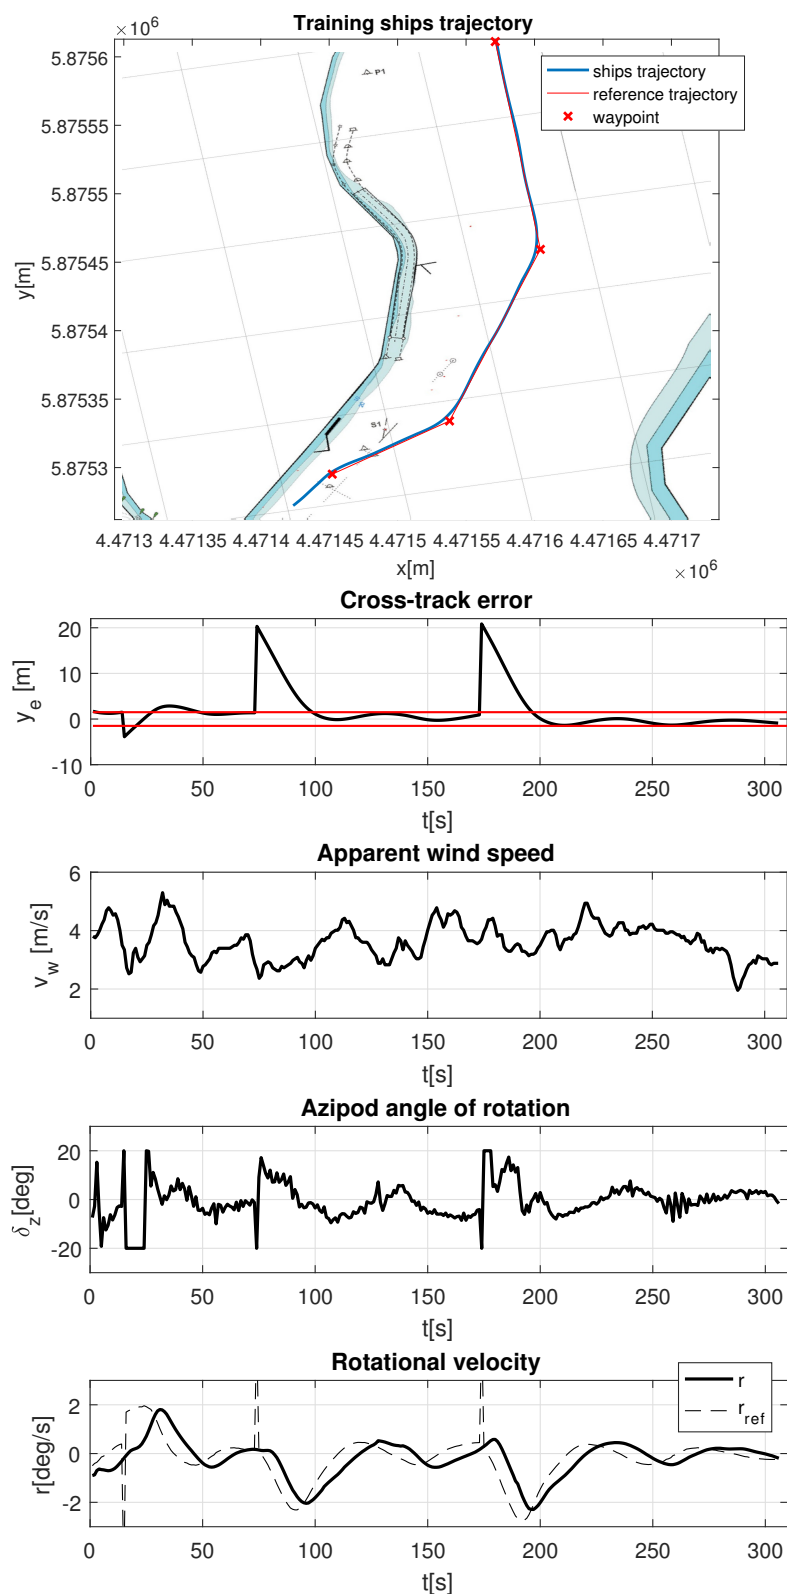 Training ships trajectory
×10⁶
5.8756
5.87555
5.8755
5.87545
5.8754
5.87535
5.8753
y[m]
P1
S1
ships trajectory
reference trajectory
waypoint
4.4713 4.47135 4.4714 4.47145 4.4715 4.47155 4.4716 4.47165 4.4717
x[m]
×10⁶
Cross-track error
20
10
0
-10
y_e [m]
0 50 100 150 200 250 300
t[s]
Apparent wind speed
6
4
2
v_w [m/s]
0 50 100 150 200 250 300
t[s]
Azipod angle of rotation
20
0
-20
δ_z[deg]
0 50 100 150 200 250 300
t[s]
Rotational velocity
2
0
-2
r[deg/s]
r
r_ref
0 50 100 150 200 250 300
t[s]